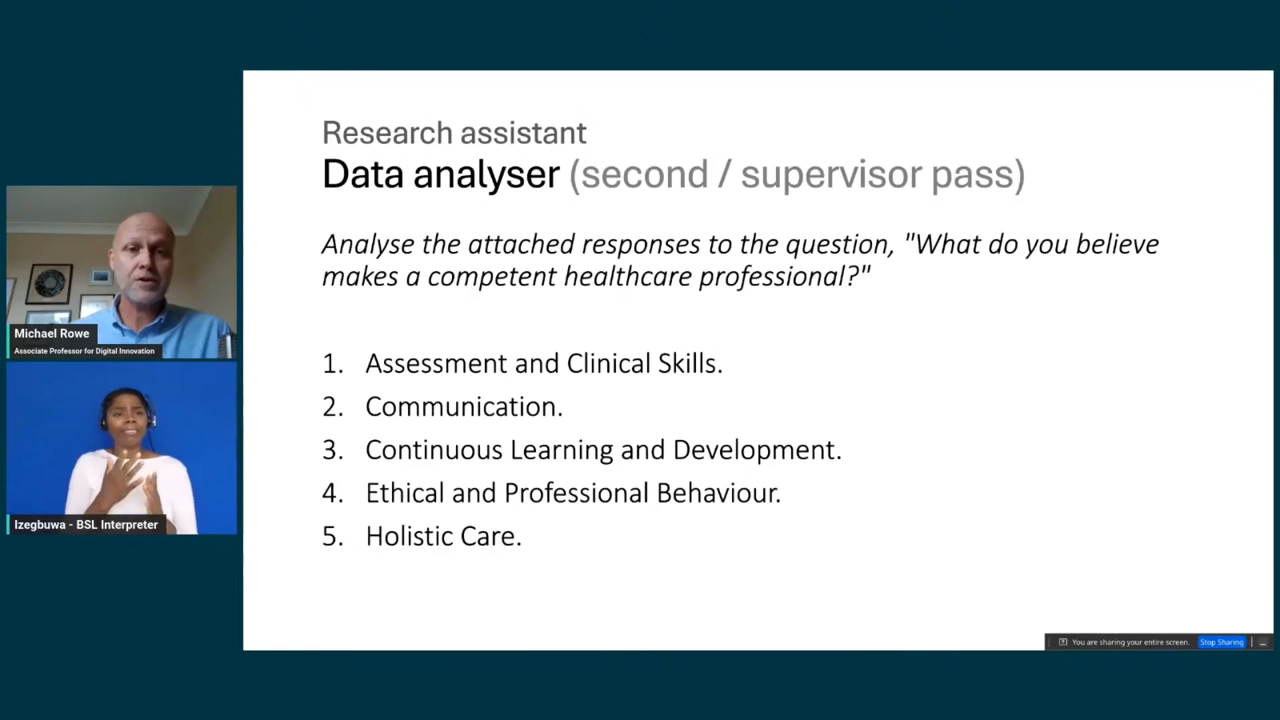 Research assistant
Data analyser (second / supervisor pass)
Analyse the attached responses to the question, "What do you believe
makes a competent healthcare professional?"
1. Assessment and Clinical Skills.
2. Communication.
3. Continuous Learning and Development.
4. Ethical and Professional Behaviour.
5. Holistic Care.
Michael Rowe
Associate Professor for Digital Innovation
Izegbuwa - BSL Interpreter
You are sharing your entire screen.
Stop Sharing